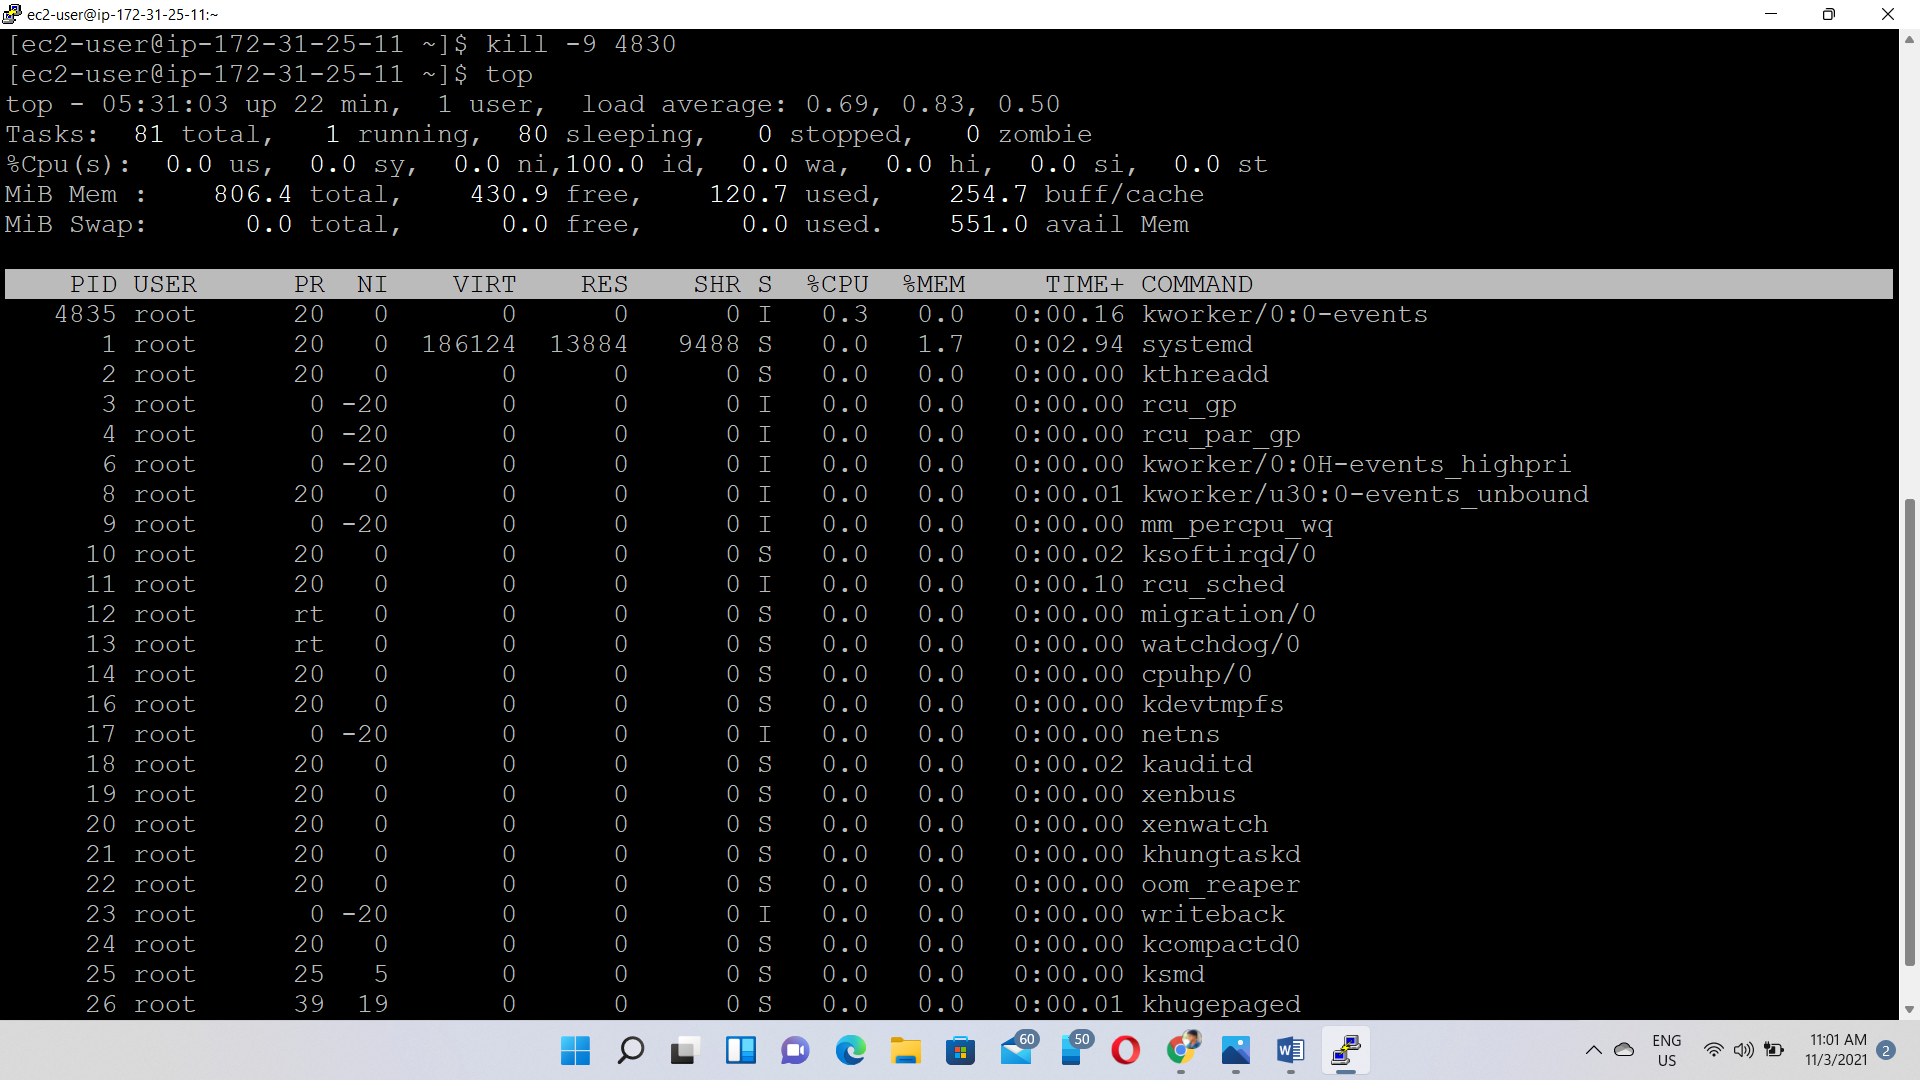 ec2-user@ip-172-31-25-11:~
[ec2-user@ip-172-31-25-11 ~]$ kill -9 4830
[ec2-user@ip-172-31-25-11 ~]$ top
top - 05:31:03 up 22 min,  1 user,  load average: 0.69, 0.83, 0.50
Tasks:  81 total,   1 running,  80 sleeping,   0 stopped,   0 zombie
%Cpu(s):  0.0 us,  0.0 sy,  0.0 ni,100.0 id,  0.0 wa,  0.0 hi,  0.0 si,  0.0 st
MiB Mem :    806.4 total,    430.9 free,    120.7 used,    254.7 buff/cache
MiB Swap:      0.0 total,      0.0 free,      0.0 used.    551.0 avail Mem
PID USER      PR  NI    VIRT    RES    SHR S  %CPU  %MEM     TIME+ COMMAND
4835 root      20   0       0      0      0 I   0.3   0.0   0:00.16 kworker/0:0-events
1 root      20   0  186124  13884   9488 S   0.0   1.7   0:02.94 systemd
2 root      20   0       0      0      0 S   0.0   0.0   0:00.00 kthreadd
3 root       0 -20       0      0      0 I   0.0   0.0   0:00.00 rcu_gp
4 root       0 -20       0      0      0 I   0.0   0.0   0:00.00 rcu_par_gp
6 root       0 -20       0      0      0 I   0.0   0.0   0:00.00 kworker/0:0H-events_highpri
8 root      20   0       0      0      0 I   0.0   0.0   0:00.01 kworker/u30:0-events_unbound
9 root       0 -20       0      0      0 I   0.0   0.0   0:00.00 mm_percpu_wq
10 root      20   0       0      0      0 S   0.0   0.0   0:00.02 ksoftirqd/0
11 root      20   0       0      0      0 I   0.0   0.0   0:00.10 rcu_sched
12 root      rt   0       0      0      0 S   0.0   0.0   0:00.00 migration/0
13 root      rt   0       0      0      0 S   0.0   0.0   0:00.00 watchdog/0
14 root      20   0       0      0      0 S   0.0   0.0   0:00.00 cpuhp/0
16 root      20   0       0      0      0 S   0.0   0.0   0:00.00 kdevtmpfs
17 root       0 -20       0      0      0 I   0.0   0.0   0:00.00 netns
18 root      20   0       0      0      0 S   0.0   0.0   0:00.02 kauditd
19 root      20   0       0      0      0 S   0.0   0.0   0:00.00 xenbus
20 root      20   0       0      0      0 S   0.0   0.0   0:00.00 xenwatch
21 root      20   0       0      0      0 S   0.0   0.0   0:00.00 khungtaskd
22 root      20   0       0      0      0 S   0.0   0.0   0:00.00 oom_reaper
23 root       0 -20       0      0      0 I   0.0   0.0   0:00.00 writeback
24 root      20   0       0      0      0 S   0.0   0.0   0:00.00 kcompactd0
25 root      25   5       0      0      0 S   0.0   0.0   0:00.00 ksmd
26 root      39  19       0      0      0 S   0.0   0.0   0:00.01 khugepaged
60 50 ENG 11:01 AM
US 11/3/2021 2